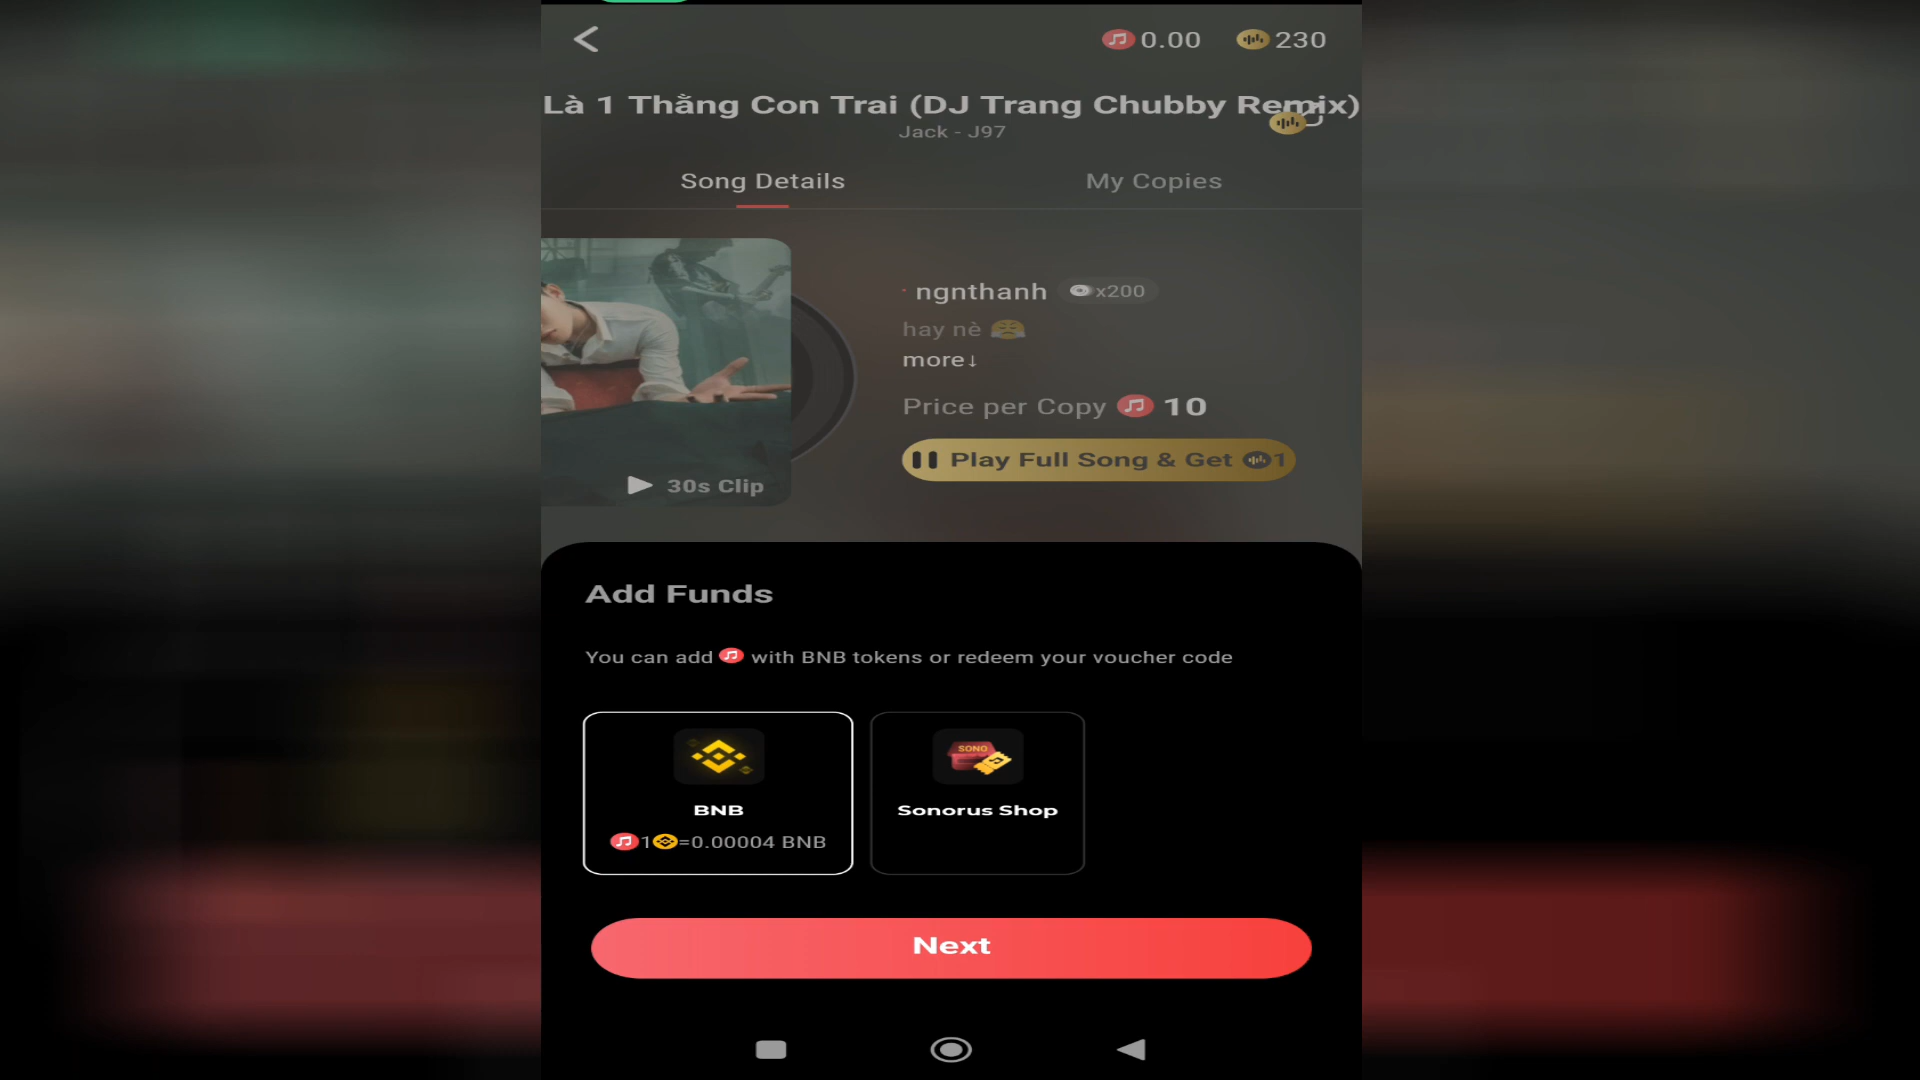 0.00 230
Là 1 Thằng Con Trai (DJ Trang Chubby Remix)
Jack - J97
Song Details My Copies
ngnthanh x200
hay nè 😤
more↓
Price per Copy 10
Play Full Song & Get 1
30s Clip
Add Funds
You can add with BNB tokens or redeem your voucher code
SONO
BNB Sonorus Shop
1 =0.00004 BNB
Next